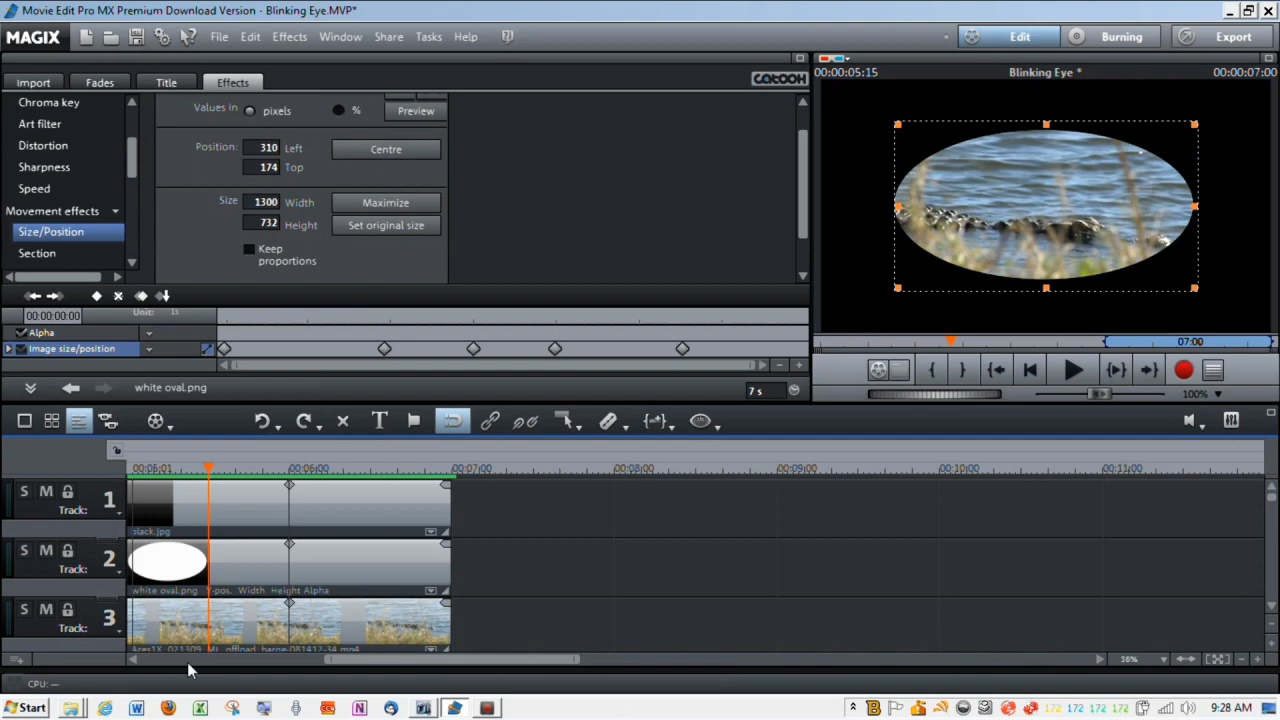 Movie Edit Pro MX Premium Download Version - Blinking Eye.MVP*
MAGIX File Edit Effects Window Share Tasks Help Edit Burning Export
Import Fades Title Effects catooh
00:00:05:15 Blinking Eye * 00:00:07:00
Chroma key
Art filter
Distortion
Sharpness
Speed
Movement effects
Size/Position
Section
Values in pixels % Preview
Position: 310 Left Centre
174 Top
Size 1300 Width Maximize
732 Height Set original size
Keep
proportions
00:00:00:00 Unit: 1s
Alpha
Image size/position
07:00
white oval.png 7 s
100%
00:05:01 00:06:00 00:07:00 00:08:00 00:09:00 00:10:00 00:11:00
S M 1
Track:
black.jpg
S M 2
Track:
white oval.png Y-pos. Width Height Alpha
S M 3
Track:
36%
CPU: —
Start 172 172 172 172 9:28 AM